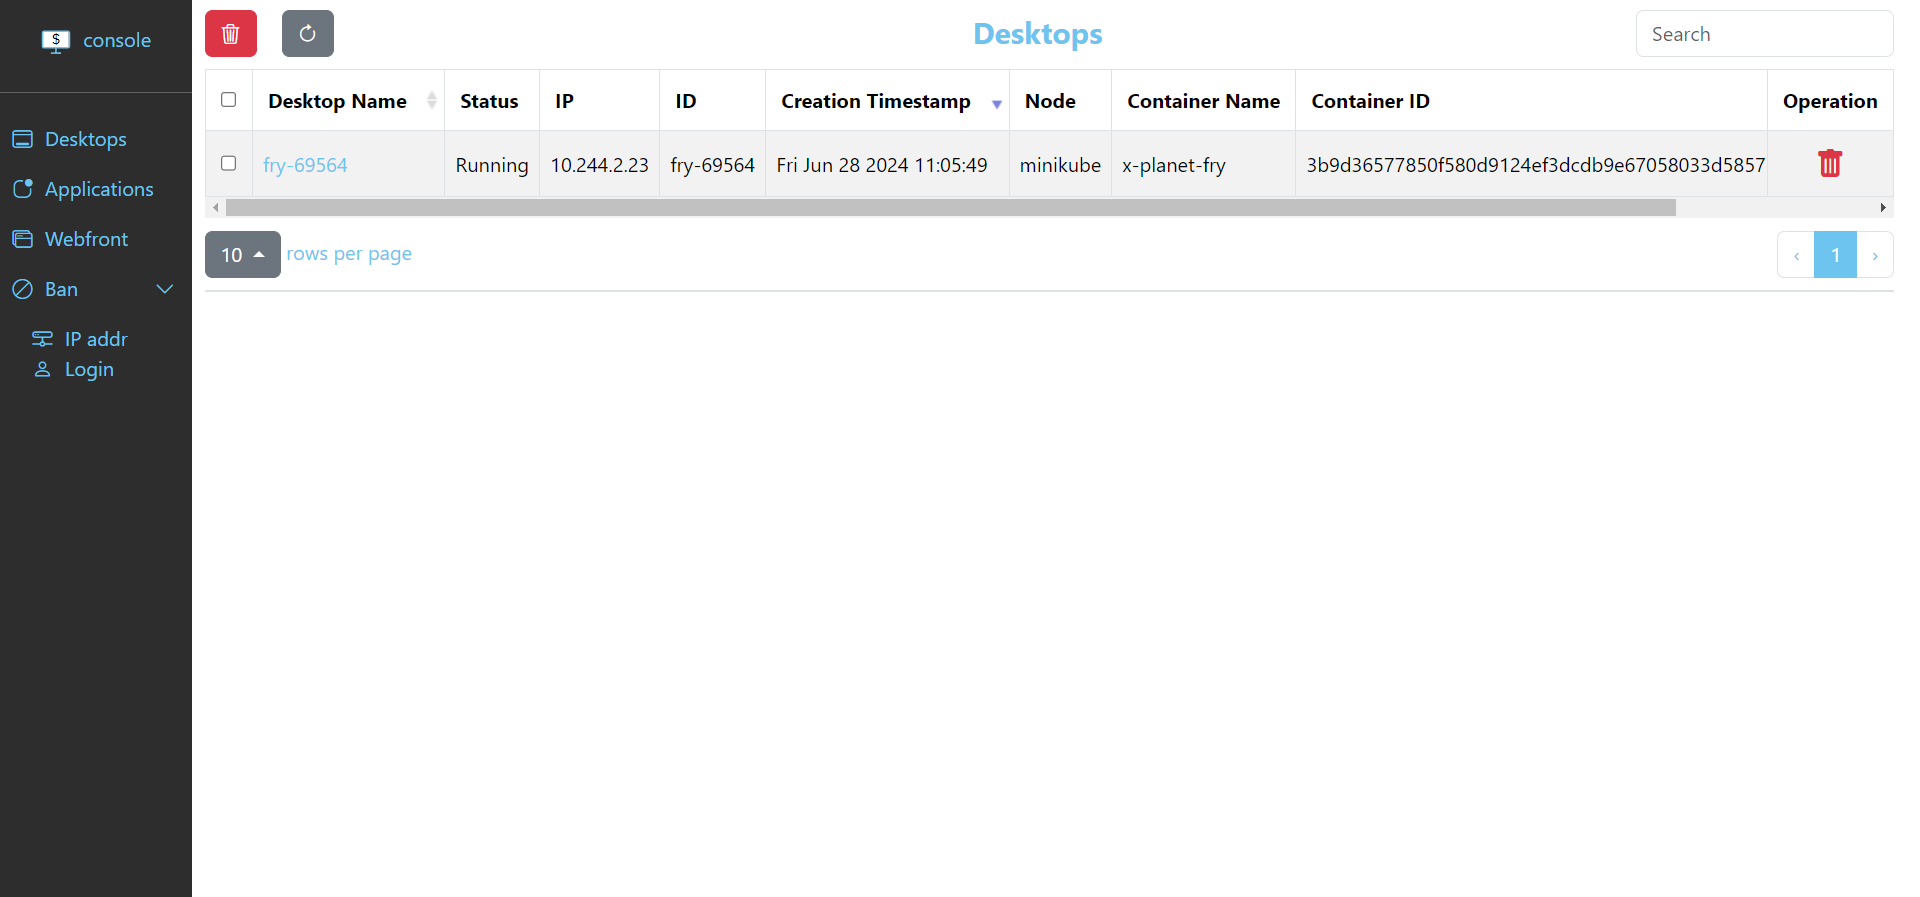 $ console
Desktops
Applications
Webfront
Ban
IP addr
Login
Desktops
Search
Desktop Name Status IP ID Creation Timestamp Node Container Name Container ID Operation
fry-69564 Running 10.244.2.23 fry-69564 Fri Jun 28 2024 11:05:49 minikube x-planet-fry 3b9d36577850f580d9124ef3dcdb9e67058033d5857
10 rows per page
‹ 1 ›